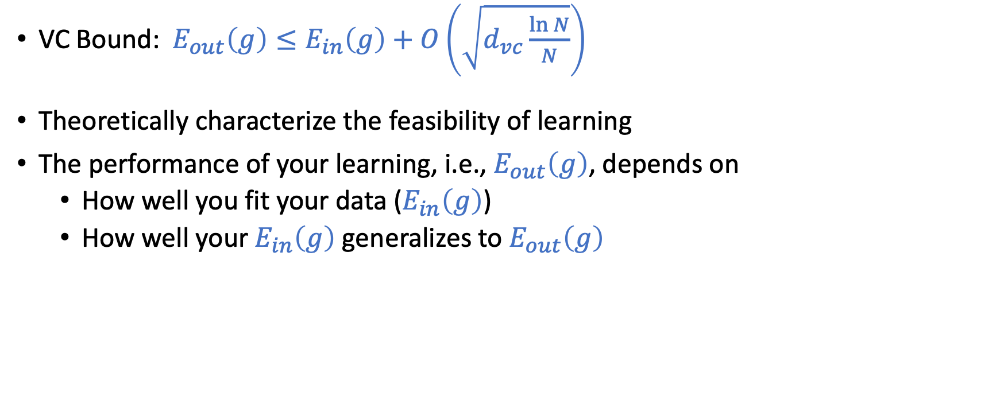 • VC Bound: $E_{out}(g) \leq E_{in}(g) + O\left(\sqrt{d_{vc} \frac{\ln N}{N}}\right)$
• Theoretically characterize the feasibility of learning
• The performance of your learning, i.e., $E_{out}(g)$, depends on
• How well you fit your data ($E_{in}(g)$)
• How well your $E_{in}(g)$ generalizes to $E_{out}(g)$